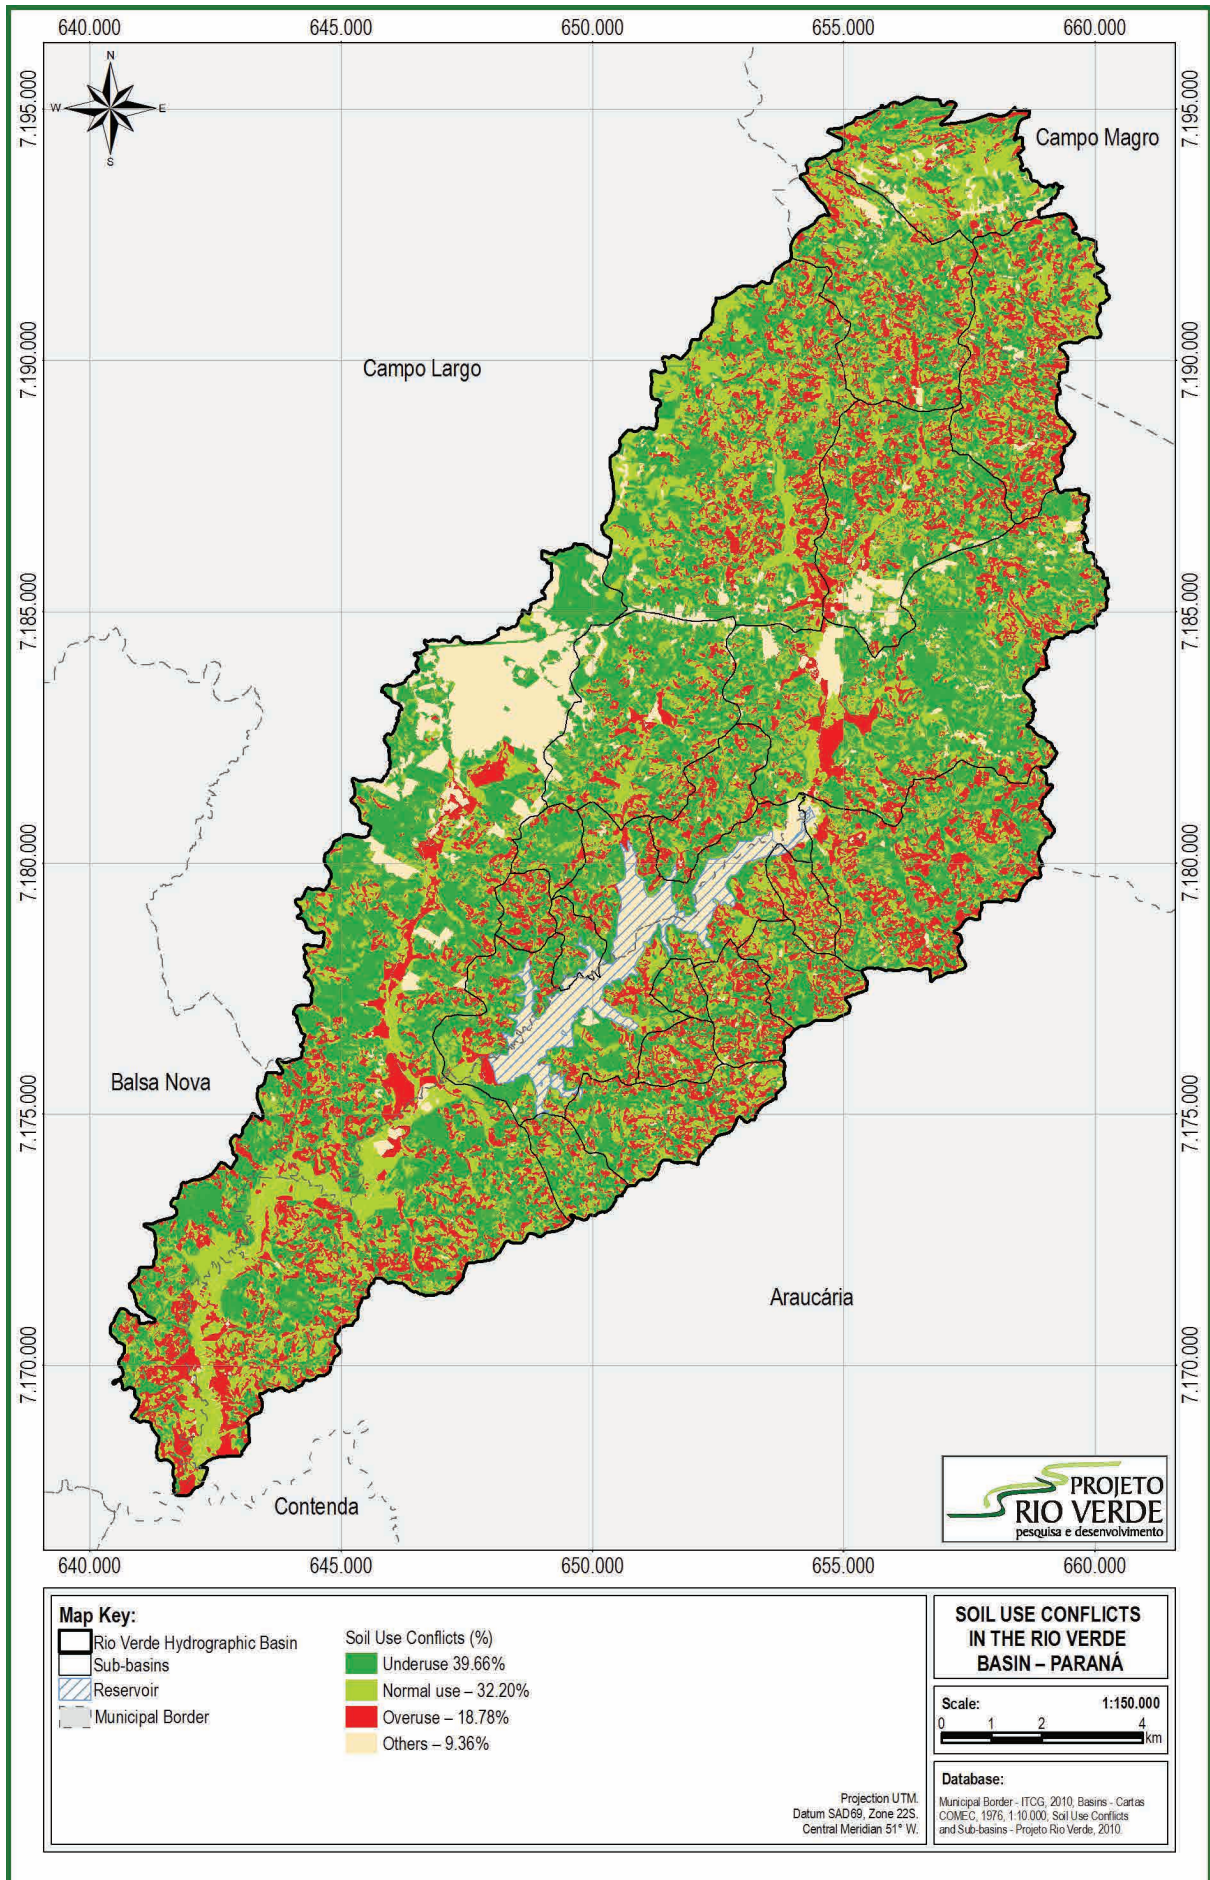 640.000 645.000 650.000 655.000 660.000
N
W E
S
7.195.000 7.195.000
Campo Magro
7.190.000 7.190.000
Campo Largo
7.185.000 7.185.000
7.180.000 7.180.000
Balsa Nova
7.175.000 7.175.000
Araucária
7.170.000 7.170.000
Contenda
PROJETO
RIO VERDE
pesquisa e desenvolvimento
640.000 645.000 650.000 655.000 660.000
Map Key:
Rio Verde Hydrographic Basin
Sub-basins
Reservoir
Municipal Border
Soil Use Conflicts (%)
Underuse 39.66%
Normal use – 32.20%
Overuse – 18.78%
Others – 9.36%
Projection UTM.
Datum SAD69, Zone 22S.
Central Meridian 51° W.
SOIL USE CONFLICTS
IN THE RIO VERDE
BASIN – PARANÁ
Scale: 1:150.000
0 1 2 4
km
Database:
Municipal Border - ITCG, 2010; Basins - Cartas
COMEC, 1976, 1:10.000; Soil Use Conflicts
and Sub-basins - Projeto Rio Verde, 2010.